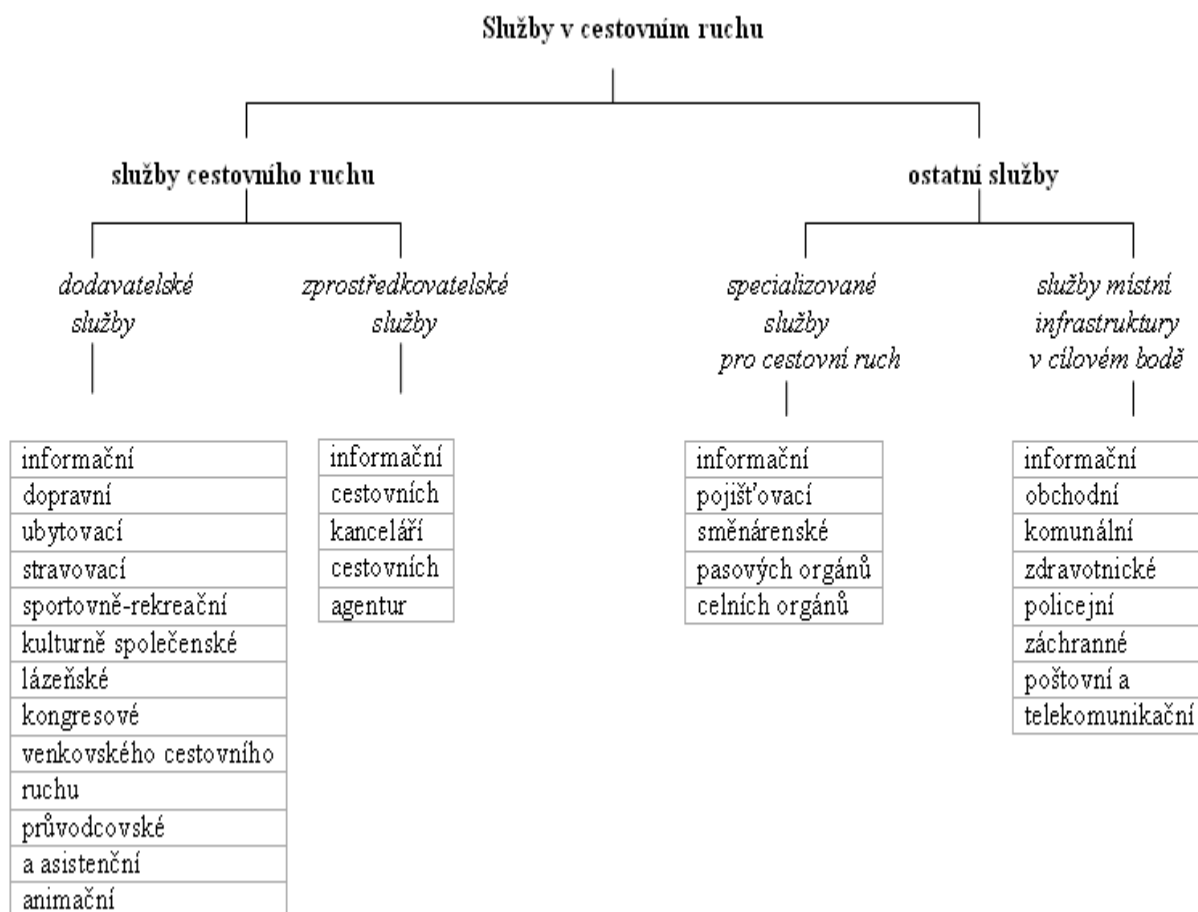 Služby v cestovním ruchu
služby cestovního ruchu
ostatní služby
dodavatelské
služby
zprostředkovatelské
služby
specializované
služby
pro cestovní ruch
služby místní
infrastruktury
v cílovém bodě
informační
dopravní
ubytovací
stravovací
sportovně-rekreační
kulturně společenské
lázeňské
kongresové
venkovského cestovního
ruchu
průvodcovské
a asistenční
animační
informační
cestovních
kanceláří
cestovních
agentur
informační
pojišťovací
směnárenské
pasových orgánů
celních orgánů
informační
obchodní
komunální
zdravotnické
policejní
záchranné
poštovní a
telekomunikační